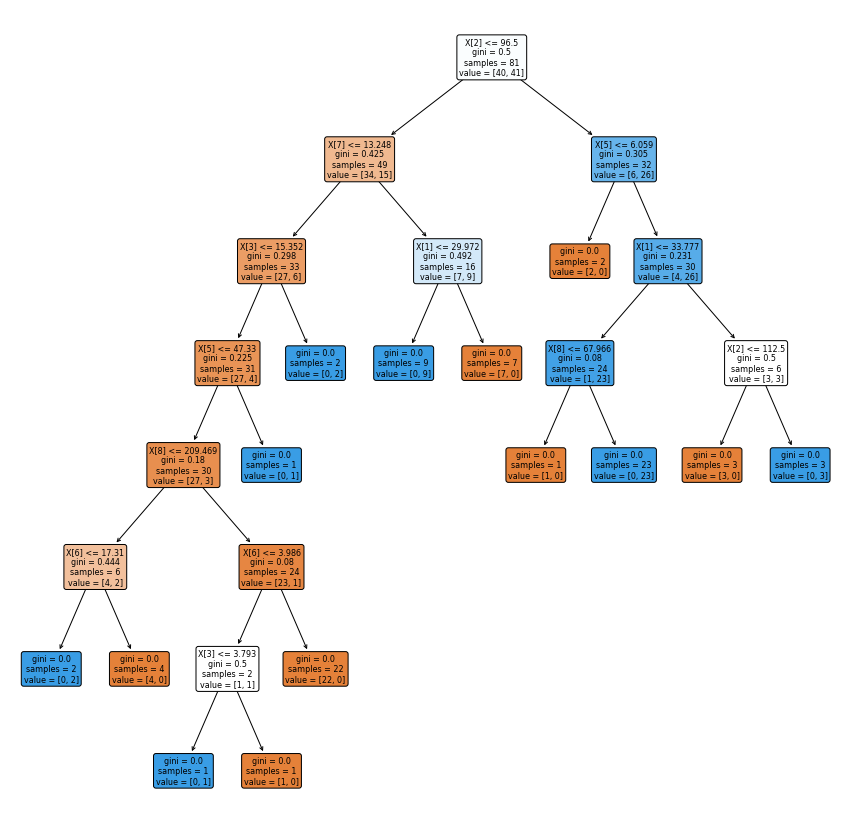 X[2] <= 96.5
gini = 0.5
samples = 81
value = [40, 41]
X[7] <= 13.248
gini = 0.425
samples = 49
value = [34, 15]
X[5] <= 6.059
gini = 0.305
samples = 32
value = [6, 26]
X[3] <= 15.352
gini = 0.298
samples = 33
value = [27, 6]
X[1] <= 29.972
gini = 0.492
samples = 16
value = [7, 9]
gini = 0.0
samples = 2
value = [2, 0]
X[1] <= 33.777
gini = 0.231
samples = 30
value = [4, 26]
X[5] <= 47.33
gini = 0.225
samples = 31
value = [27, 4]
gini = 0.0
samples = 2
value = [0, 2]
gini = 0.0
samples = 9
value = [0, 9]
gini = 0.0
samples = 7
value = [7, 0]
X[8] <= 67.966
gini = 0.08
samples = 24
value = [1, 23]
X[2] <= 112.5
gini = 0.5
samples = 6
value = [3, 3]
X[8] <= 209.469
gini = 0.18
samples = 30
value = [27, 3]
gini = 0.0
samples = 1
value = [0, 1]
gini = 0.0
samples = 1
value = [1, 0]
gini = 0.0
samples = 23
value = [0, 23]
gini = 0.0
samples = 3
value = [3, 0]
gini = 0.0
samples = 3
value = [0, 3]
X[6] <= 17.31
gini = 0.444
samples = 6
value = [4, 2]
X[6] <= 3.986
gini = 0.08
samples = 24
value = [23, 1]
gini = 0.0
samples = 2
value = [0, 2]
gini = 0.0
samples = 4
value = [4, 0]
X[3] <= 3.793
gini = 0.5
samples = 2
value = [1, 1]
gini = 0.0
samples = 22
value = [22, 0]
gini = 0.0
samples = 1
value = [0, 1]
gini = 0.0
samples = 1
value = [1, 0]